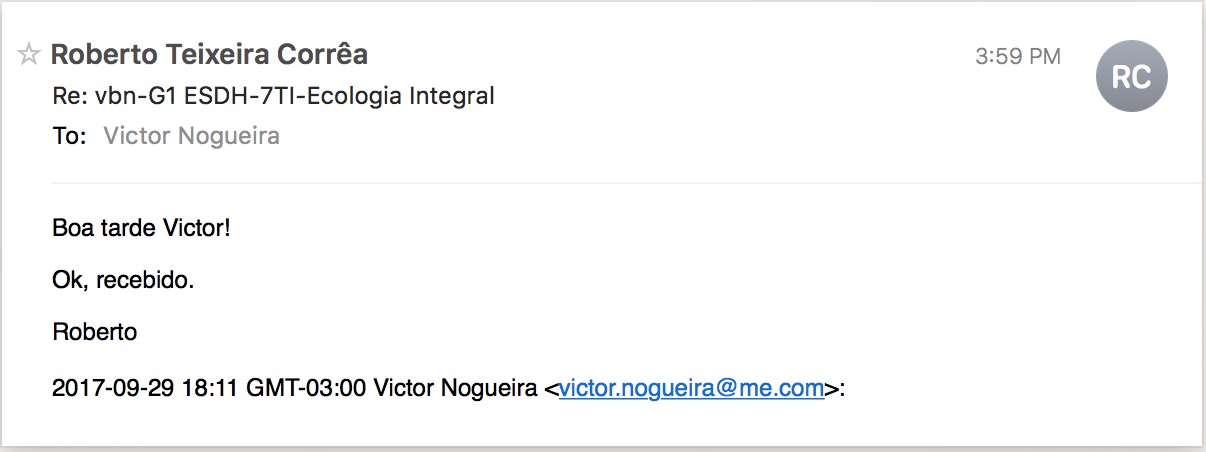 Roberto Teixeira Corrêa
3:59 PM
RC
Re: vbn-G1 ESDH-7TI-Ecologia Integral
To: Victor Nogueira
Boa tarde Victor!
Ok, recebido.
Roberto
2017-09-29 18:11 GMT-03:00 Victor Nogueira <victor.nogueira@me.com>: